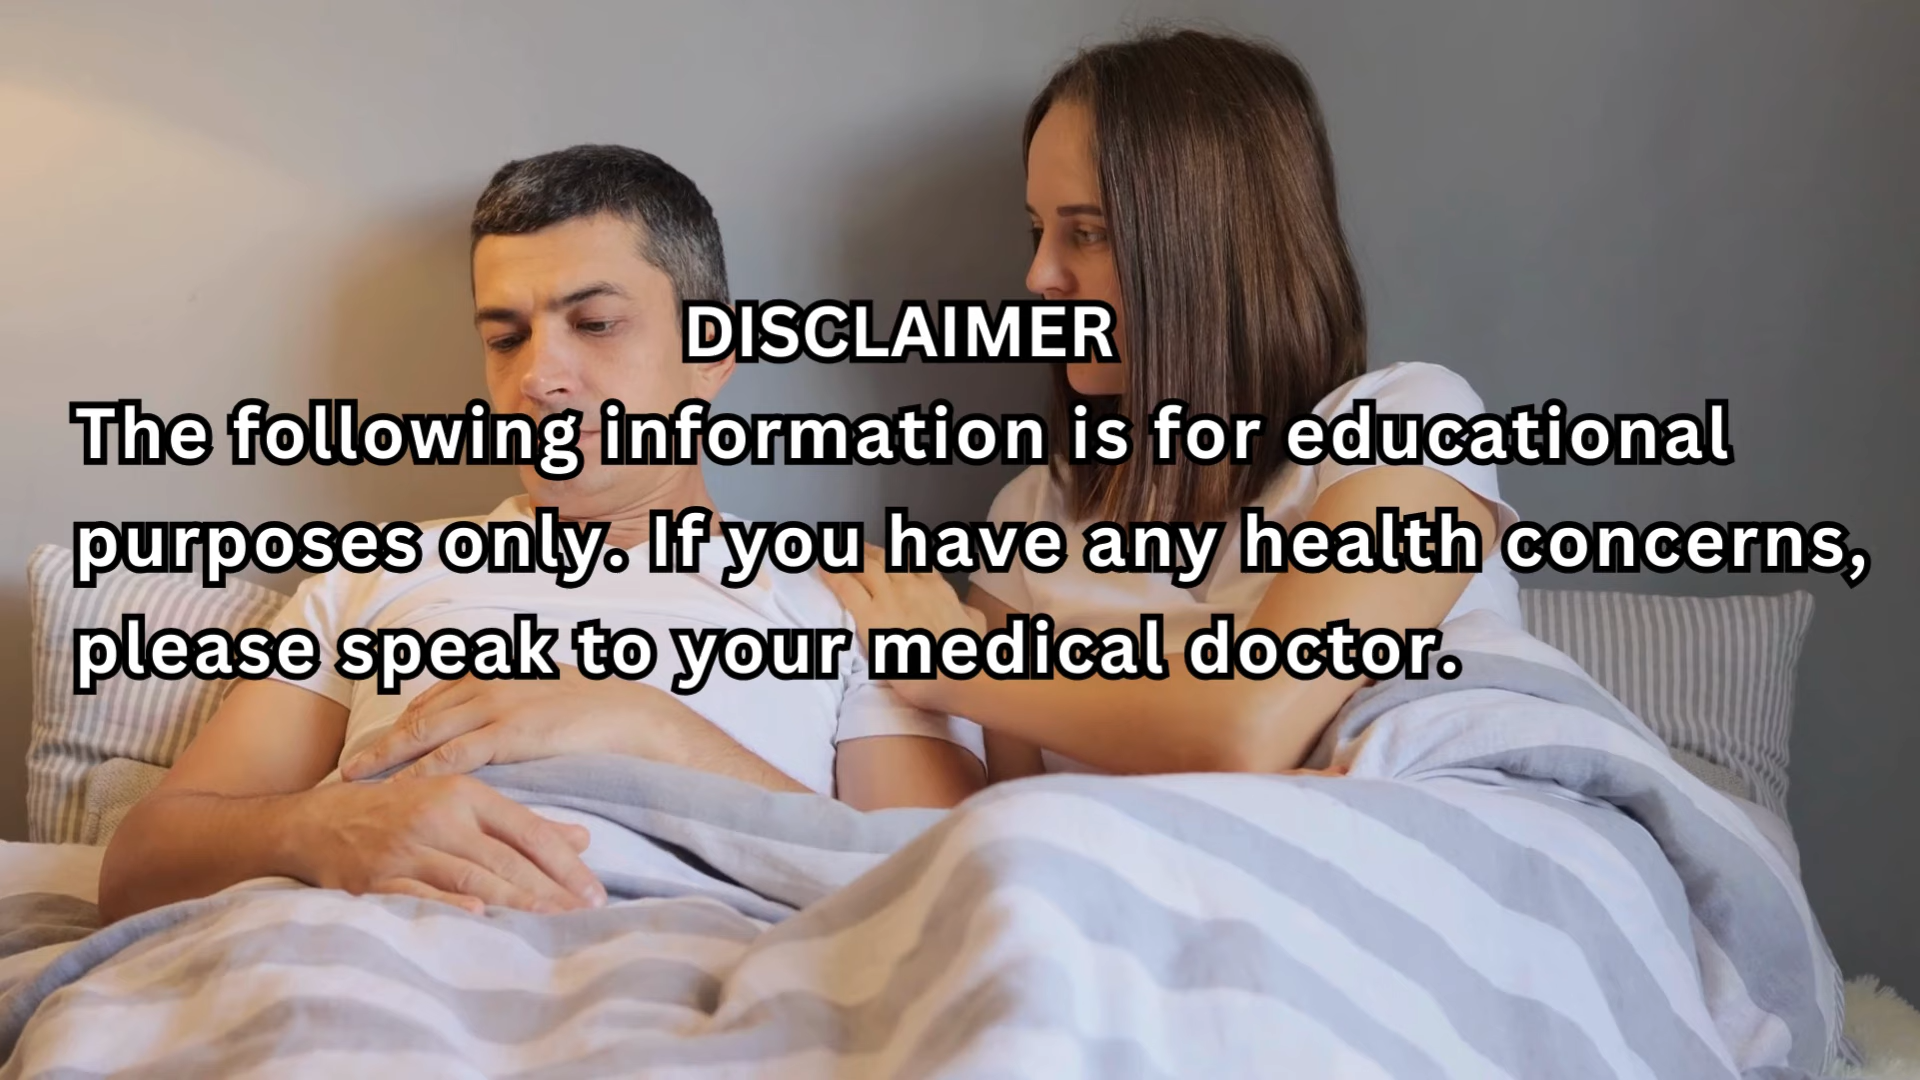 DISCLAIMER
The following information is for educational
purposes only. If you have any health concerns,
please speak to your medical doctor.